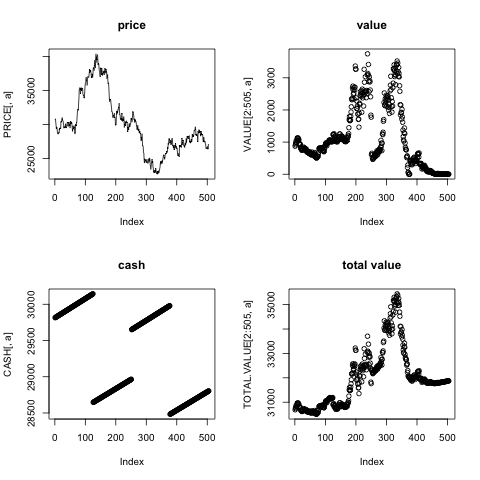 price
PRICE[, a]
35000
25000
0 100 200 300 400 500
Index
value
VALUE[2:505, a]
3000
2000
1000
0
0 100 200 300 400 500
Index
cash
CASH[, a]
30000
29500
29000
28500
0 100 200 300 400 500
Index
total value
TOTAL.VALUE[2:505, a]
35000
33000
31000
0 100 200 300 400 500
Index